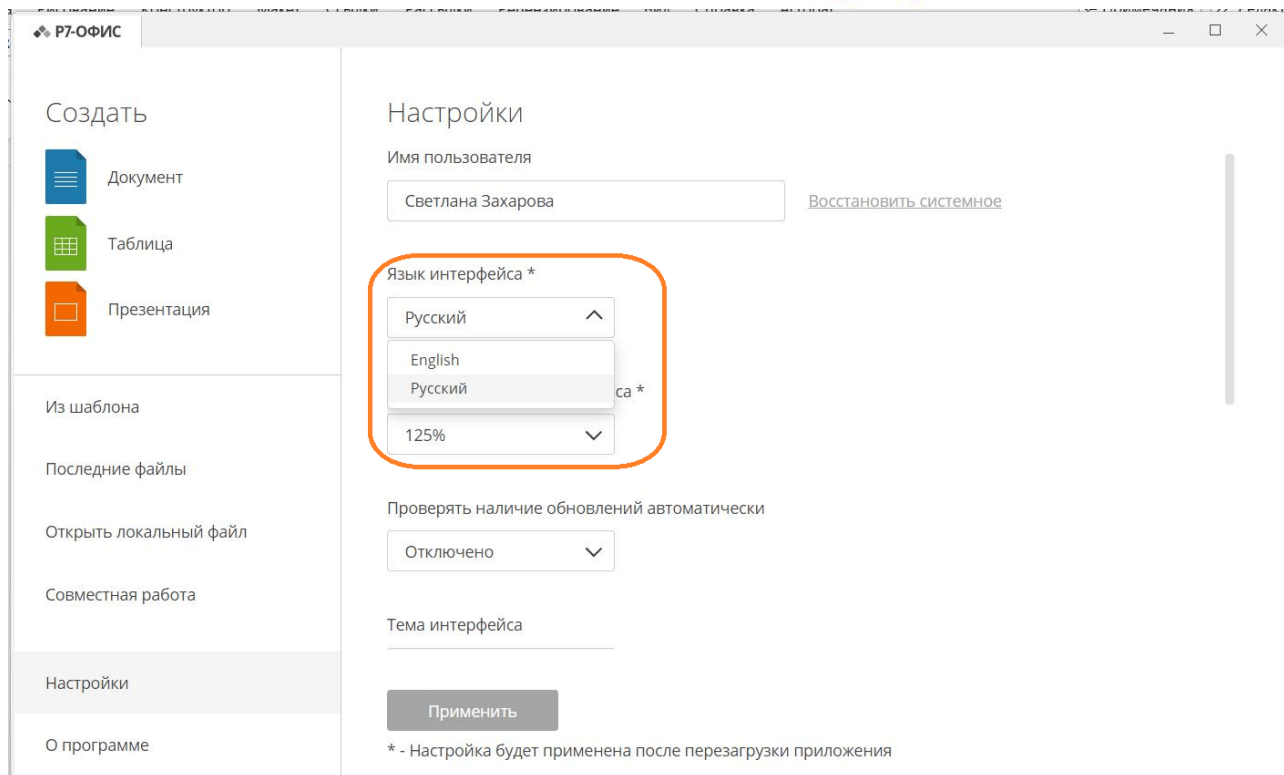 Р7-ОФИС
Создать
Документ
Таблица
Презентация
Из шаблона
Последние файлы
Открыть локальный файл
Совместная работа
Настройки
О программе
Настройки
Имя пользователя
Светлана Захарова Восстановить системное
Язык интерфейса *
Русский
English
Русский
са *
125%
Проверять наличие обновлений автоматически
Отключено
Тема интерфейса
Применить
* - Настройка будет применена после перезагрузки приложения